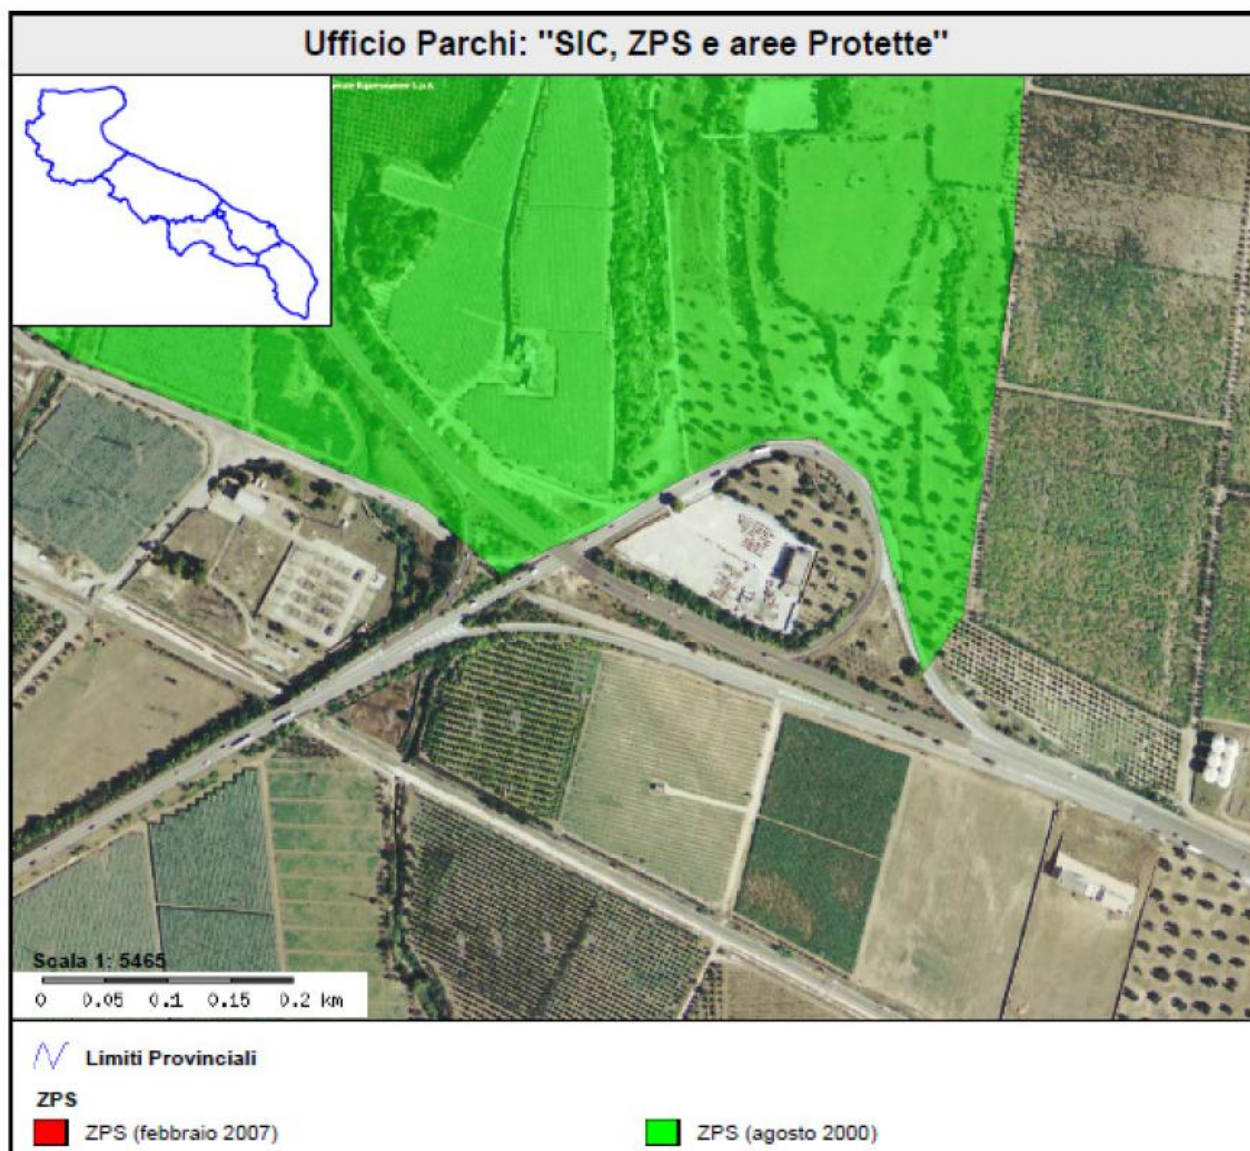 Ufficio Parchi: "SIC, ZPS e aree Protette"
Scala 1: 5465
0 0.05 0.1 0.15 0.2 km
Limiti Provinciali
ZPS
ZPS (febbraio 2007)
ZPS (agosto 2000)